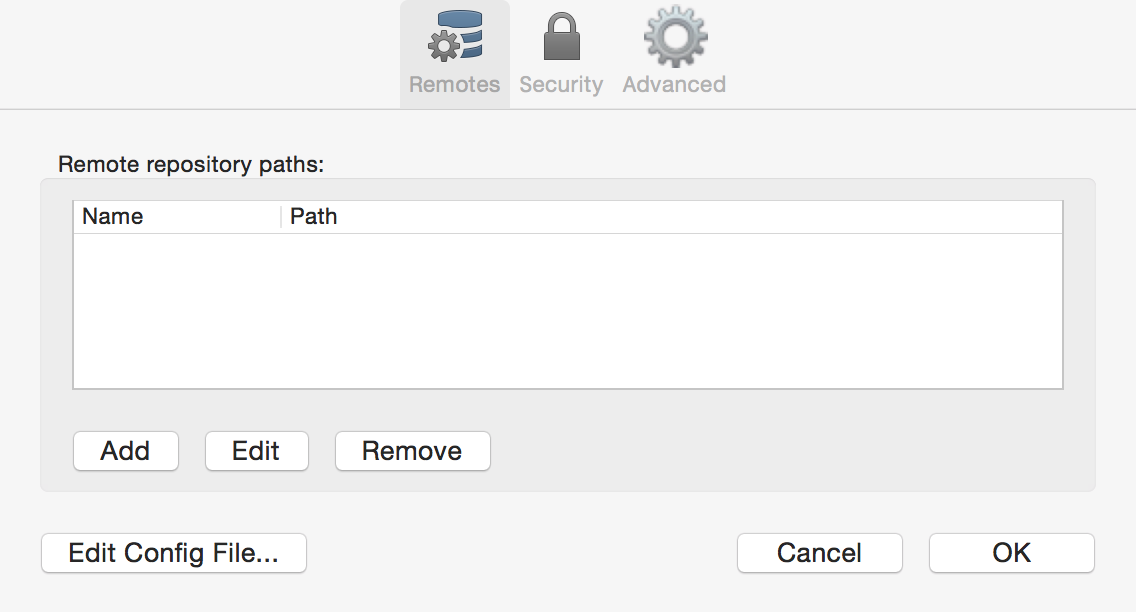 Remotes Security Advanced
Remote repository paths:
Name Path
Add Edit Remove
Edit Config File... Cancel OK